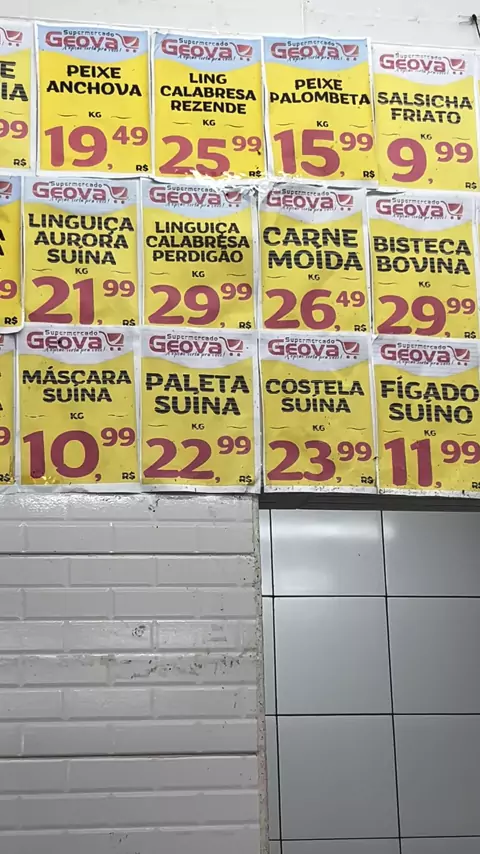 Supermercado
GEOVA
PEIXE
ANCHOVA
KG
19,49
R$
Supermercado
GEOVA
LING
CALABRESA
REZENDE
KG
25,99
R$
Supermercado
GEOVA
PEIXE
PALOMBETA
KG
15,99
R$
Supermercado
GEOVA
SALSICHA
FRIATO
KG
9,99
R$
Supermercado
GEOVA
LINGUIÇA
AURORA
SUINA
KG
21,99
R$
Supermercado
GEOVA
LINGUIÇA
CALABRESA
PERDIGÃO
KG
29,99
R$
Supermercado
GEOVA
CARNE
MOIDA
KG
26,49
R$
Supermercado
GEOVA
BISTECA
BOVINA
KG
29,99
R$
Supermercado
GEOVA
MÁSCARA
SUÍNA
KG
10,99
R$
Supermercado
GEOVA
PALETA
SUINA
KG
22,99
R$
Supermercado
GEOVA
COSTELA
SUINA
KG
23,99
R$
Supermercado
GEOVA
FÍGADO
SUÍNO
KG
11,99
R$